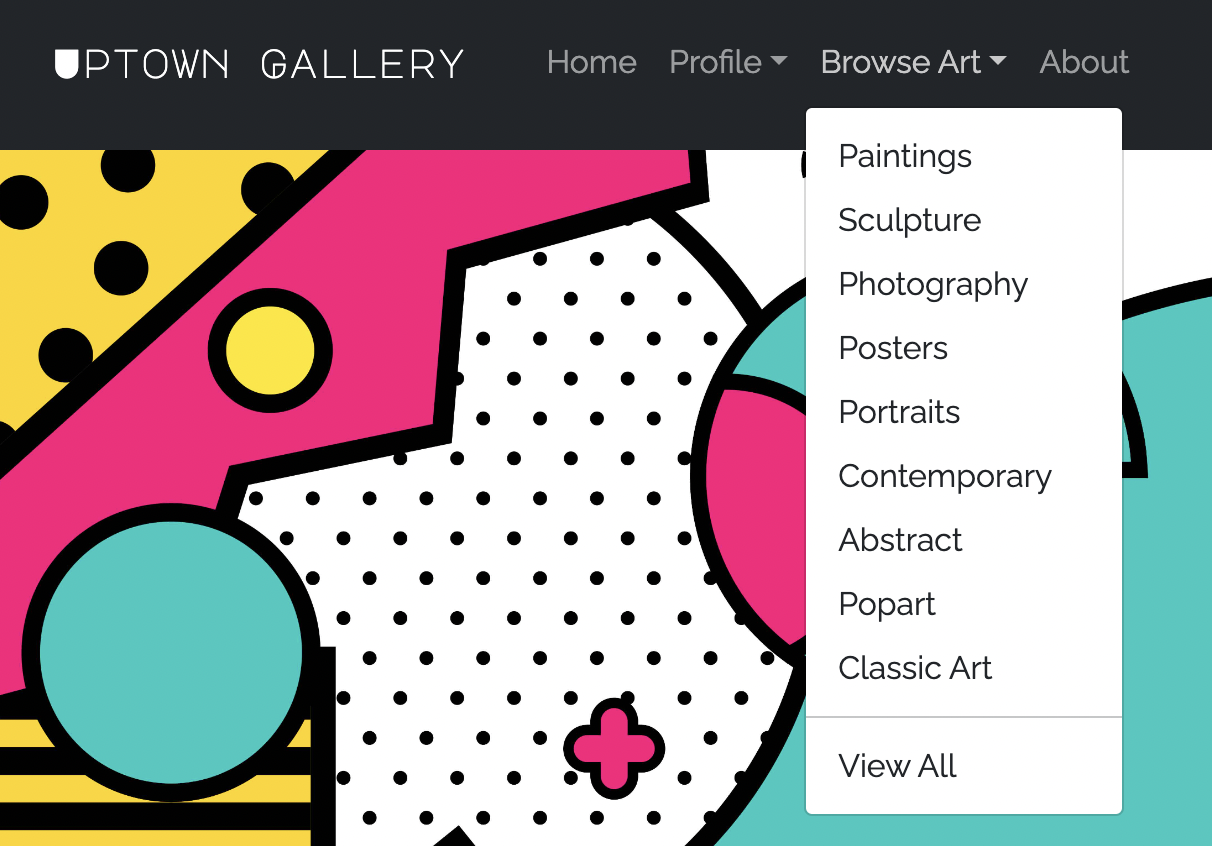 UPTOWN GALLERY Home Profile Browse Art About
Paintings
Sculpture
Photography
Posters
Portraits
Contemporary
Abstract
Popart
Classic Art
View All